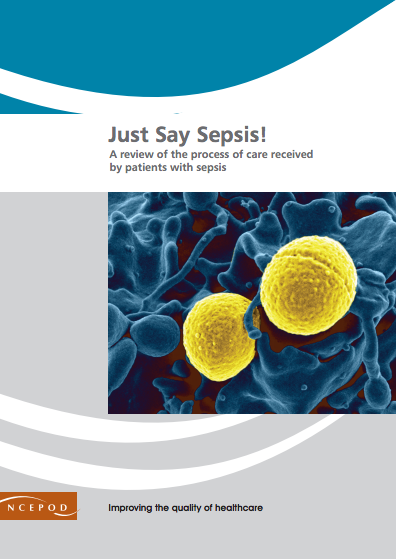 Just Say Sepsis!
A review of the process of care received
by patients with sepsis
NCEPOD
Improving the quality of healthcare